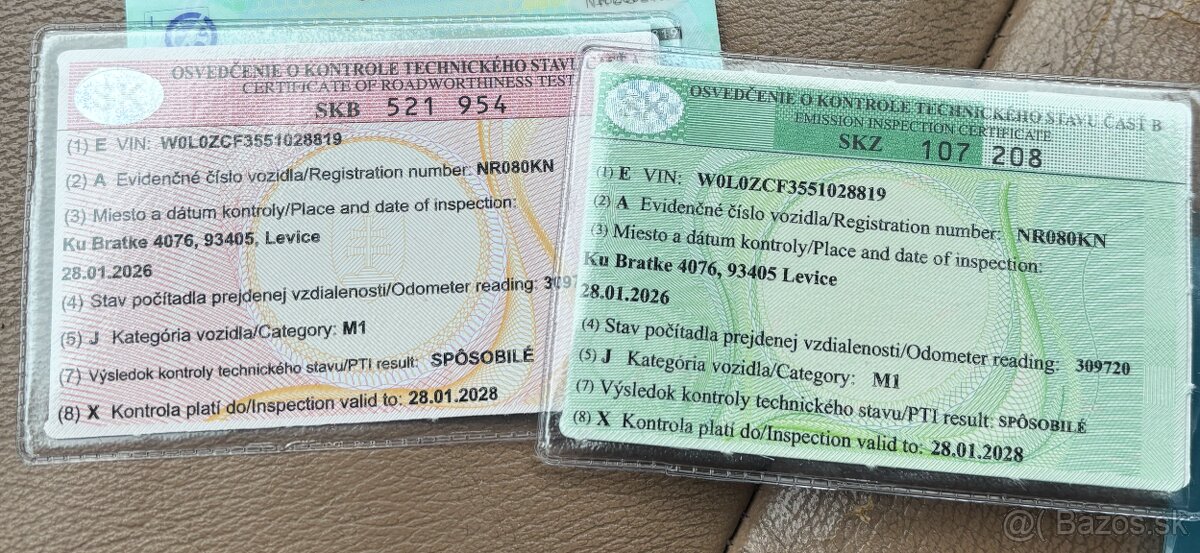 OSVEDČENIE O KONTROLE TECHNICKÉHO STAVU ČASŤ A
CERTIFICATE OF ROADWORTHINESS TEST
SKB 521 954
(1) E VIN: W0L0ZCF3551028819
(2) A Evidenčné číslo vozidla/Registration number: NR080KN
(3) Miesto a dátum kontroly/Place and date of inspection:
Ku Bratke 4076, 93405, Levice
28.01.2026
(4) Stav počítadla prejdenej vzdialenosti/Odometer reading:
(5) J Kategória vozidla/Category: M1
(7) Výsledok kontroly technického stavu/PTI result: SPÔSOBILÉ
(8) X Kontrola platí do/Inspection valid to: 28.01.2028
OSVEDČENIE O KONTROLE TECHNICKÉHO STAVU ČASŤ B
EMISSION INSPECTION CERTIFICATE
SKZ 107 208
(1) E VIN: W0L0ZCF3551028819
(2) A Evidenčné číslo vozidla/Registration number: NR080KN
(3) Miesto a dátum kontroly/Place and date of inspection:
Ku Bratke 4076, 93405 Levice
28.01.2026
(4) Stav počítadla prejdenej vzdialenosti/Odometer reading: 309720
(5) J Kategória vozidla/Category: M1
(7) Výsledok kontroly technického stavu/PTI result: SPÔSOBILÉ
(8) X Kontrola platí do/Inspection valid to: 28.01.2028
@( Bazos.sk